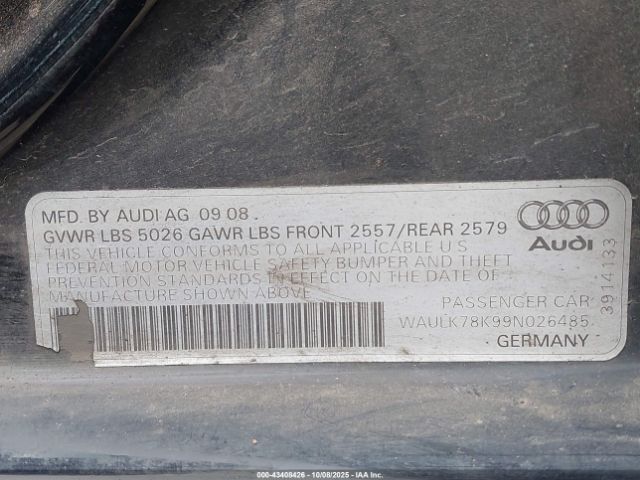 MFD. BY AUDI AG 09 08.
GVWR LBS 5026 GAWR LBS FRONT 2557/REAR 2579
THIS VEHICLE CONFORMS TO ALL APPLICABLE U S
FEDERAL MOTOR VEHICLE SAFETY BUMPER AND THEFT
PREVENTION STANDARDS IN EFFECT ON THE DATE OF
MANUFACTURE SHOWN ABOVE
Audi
PASSENGER CAR
WAULK78K99N026485
GERMANY
3914133
00-43408426 - 10/08/2025 - IAAI Inc.